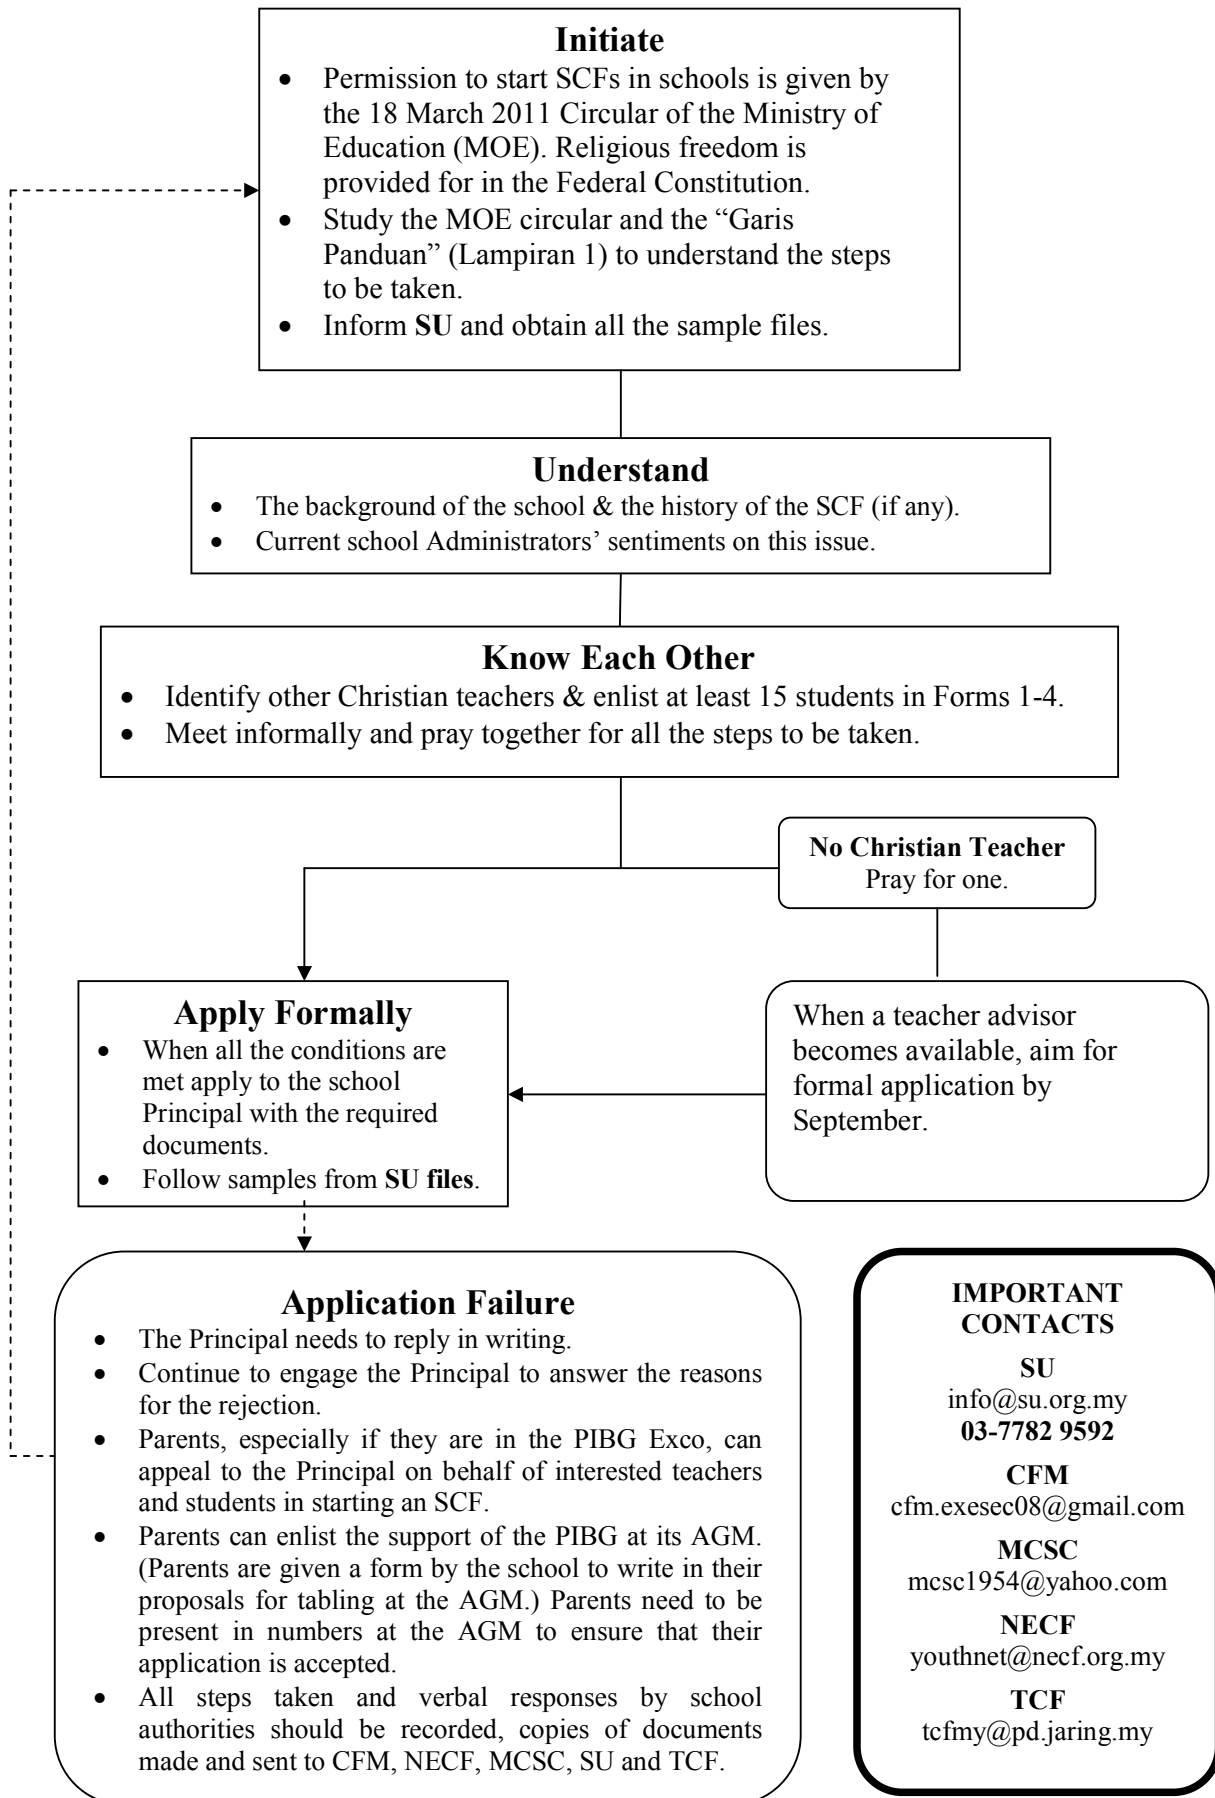 Initiate
• Permission to start SCFs in schools is given by
the 18 March 2011 Circular of the Ministry of
Education (MOE). Religious freedom is
provided for in the Federal Constitution.
• Study the MOE circular and the “Garis
Panduan” (Lampiran 1) to understand the steps
to be taken.
• Inform SU and obtain all the sample files.
Understand
• The background of the school & the history of the SCF (if any).
• Current school Administrators’ sentiments on this issue.
Know Each Other
• Identify other Christian teachers & enlist at least 15 students in Forms 1-4.
• Meet informally and pray together for all the steps to be taken.
No Christian Teacher
Pray for one.
Apply Formally
• When all the conditions are
met apply to the school
Principal with the required
documents.
• Follow samples from SU files.
When a teacher advisor
becomes available, aim for
formal application by
September.
Application Failure
• The Principal needs to reply in writing.
• Continue to engage the Principal to answer the reasons
for the rejection.
• Parents, especially if they are in the PIBG Exco, can
appeal to the Principal on behalf of interested teachers
and students in starting an SCF.
• Parents can enlist the support of the PIBG at its AGM.
(Parents are given a form by the school to write in their
proposals for tabling at the AGM.) Parents need to be
present in numbers at the AGM to ensure that their
application is accepted.
• All steps taken and verbal responses by school
authorities should be recorded, copies of documents
made and sent to CFM, NECF, MCSC, SU and TCF.
IMPORTANT
CONTACTS
SU
info@su.org.my
03-7782 9592
CFM
cfm.exesec08@gmail.com
MCSC
mcsc1954@yahoo.com
NECF
youthnet@necf.org.my
TCF
tcfmy@pd.jaring.my